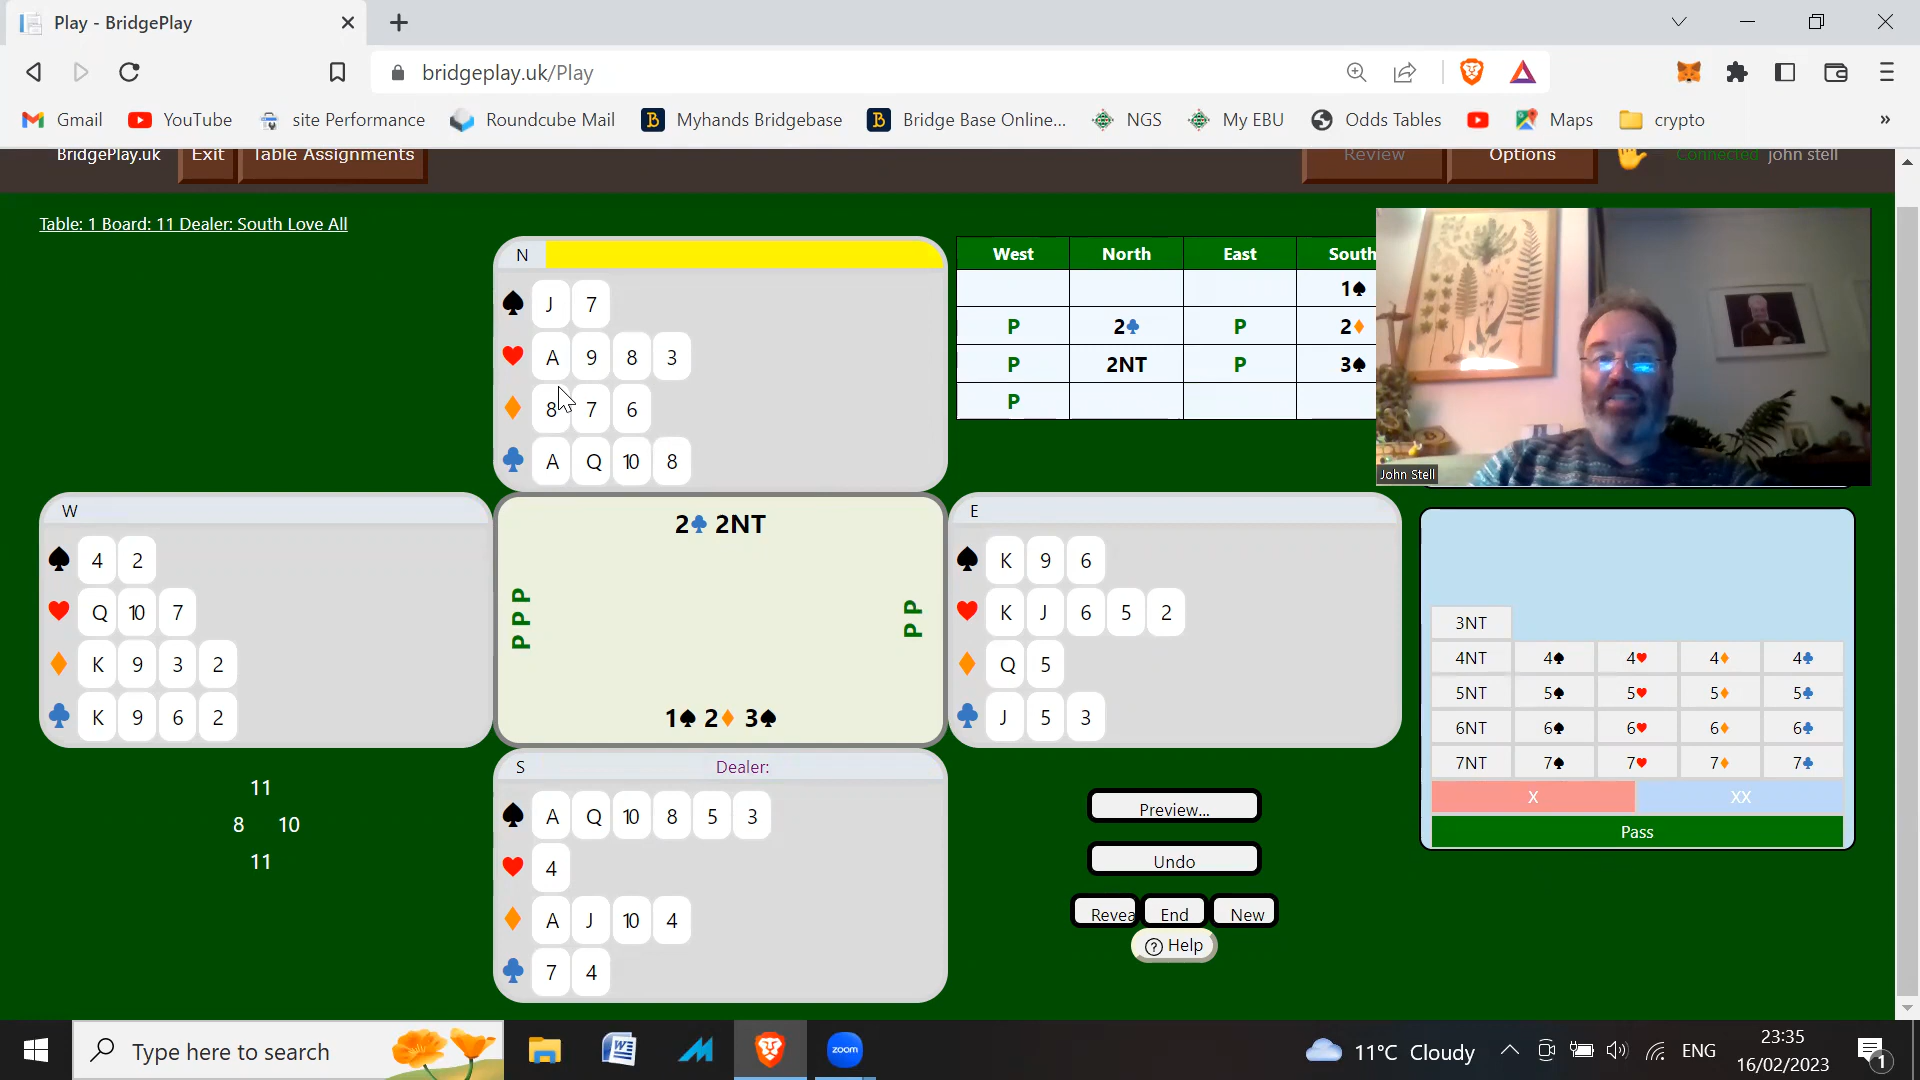 Play - BridgePlay
bridgeplay.uk/Play
Gmail YouTube site Performance Roundcube Mail Myhands Bridgebase Bridge Base Online... NGS My EBU Odds Tables Maps crypto »
BridgePlay.uk Exit Table Assignments Review Options Connected john stell
Table: 1 Board: 11 Dealer: South Love All
N
♠ J 7
♥ A 9 8 3
♦ 8 7 6
♣ A Q 10 8
West North East South
1♠
P 2♣ P 2♦
P 2NT P 3♠
P
John Stell
W
♠ 4 2
♥ Q 10 7
♦ K 9 3 2
♣ K 9 6 2
2♣ 2NT
P P P
P P
1♠ 2♦ 3♠
E
♠ K 9 6
♥ K J 6 5 2
♦ Q 5
♣ J 5 3
3NT
4NT 4♠ 4♥ 4♦ 4♣
5NT 5♠ 5♥ 5♦ 5♣
6NT 6♠ 6♥ 6♦ 6♣
7NT 7♠ 7♥ 7♦ 7♣
X XX
Pass
11
8 10
11
S Dealer:
♠ A Q 10 8 5 3
♥ 4
♦ A J 10 4
♣ 7 4
Preview...
Undo
Revea End New
? Help
Type here to search
zoom
11°C Cloudy
ENG
23:35
16/02/2023
1